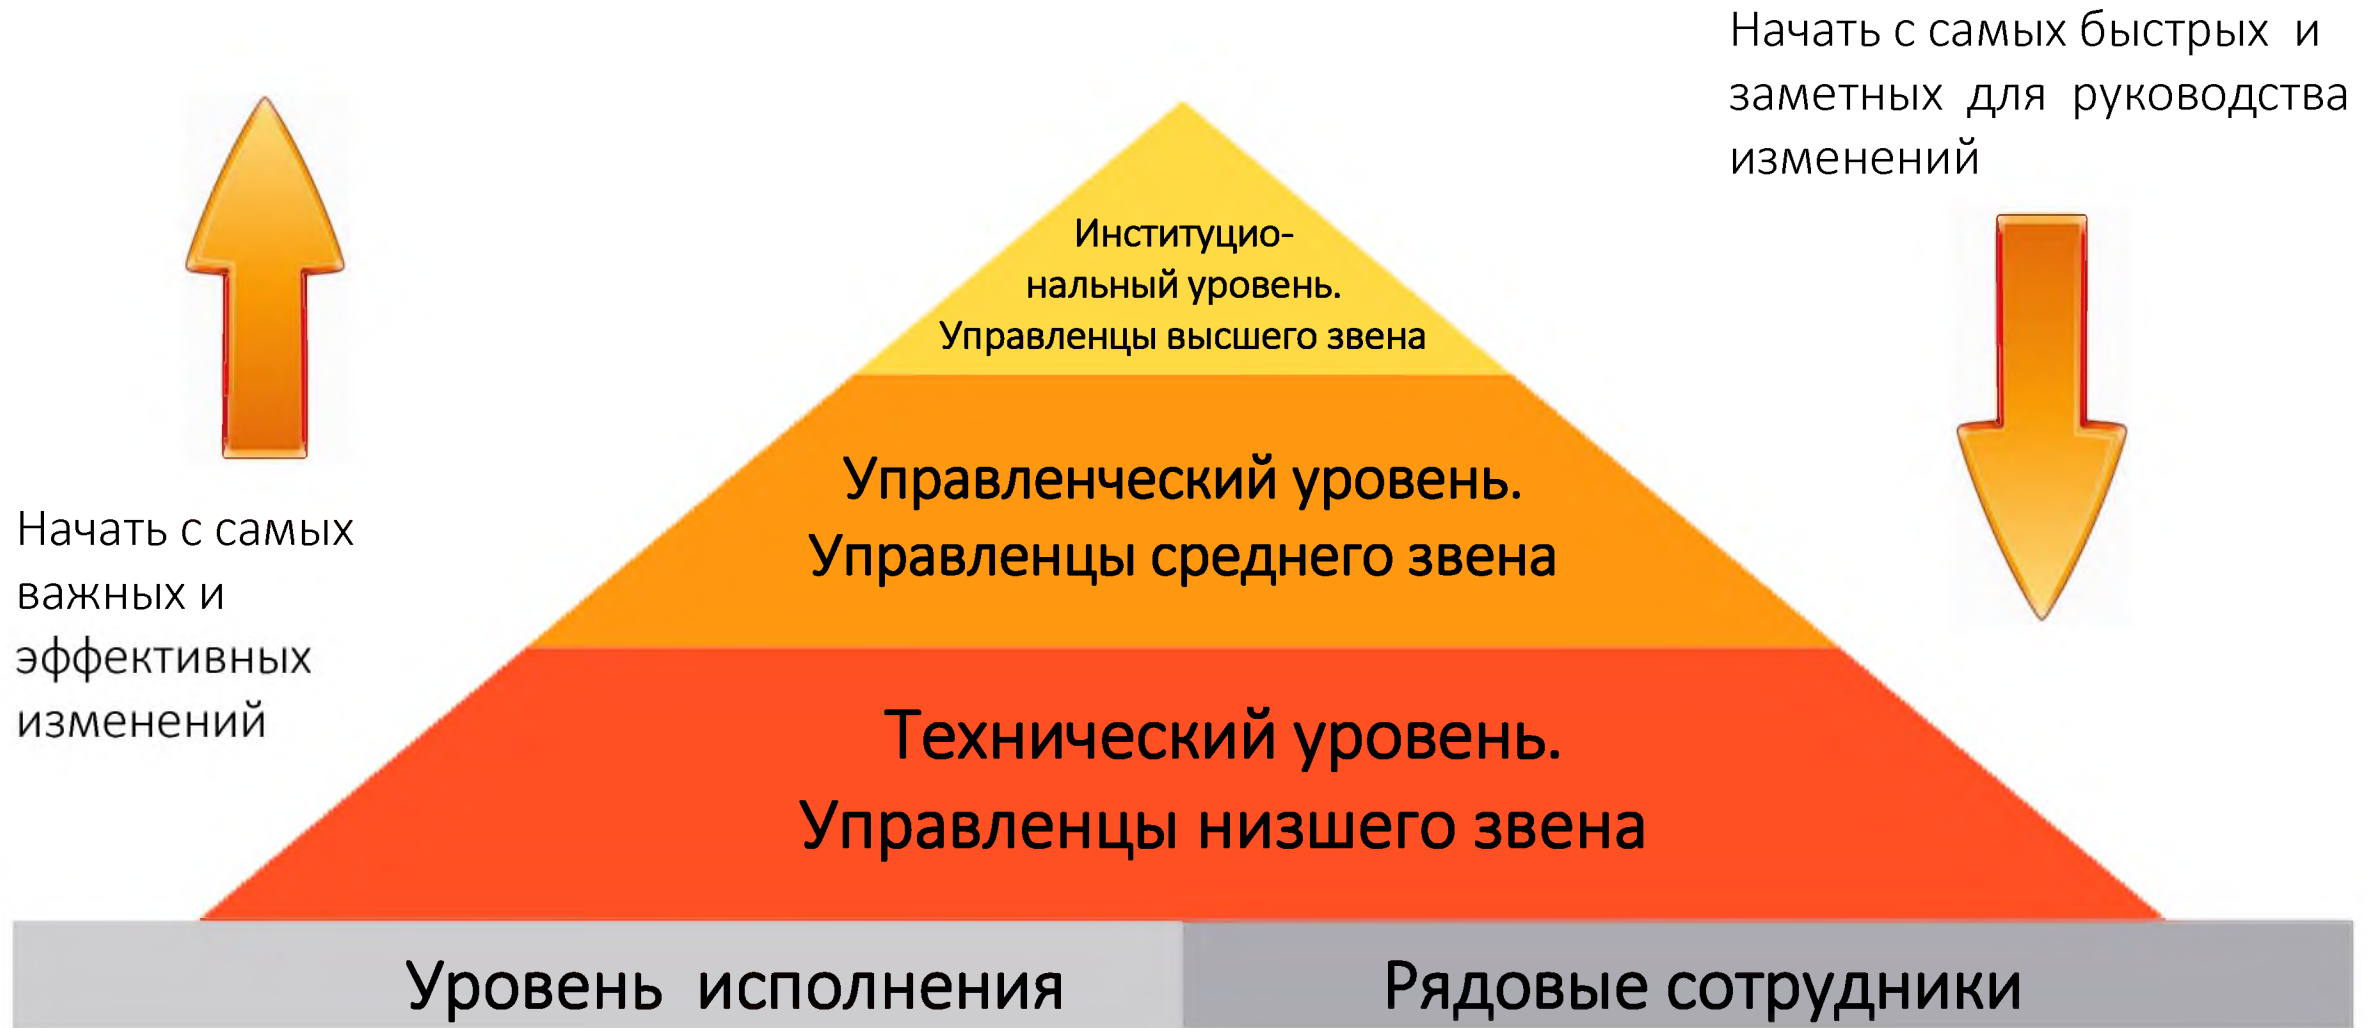 Начать с самых быстрых и
заметных для руководства
изменений
Институцио-
нальный уровень.
Управленцы высшего звена
Управленческий уровень.
Управленцы среднего звена
Начать с самых
важных и
эффективных
изменений
Технический уровень.
Управленцы низшего звена
Уровень исполнения
Рядовые сотрудники